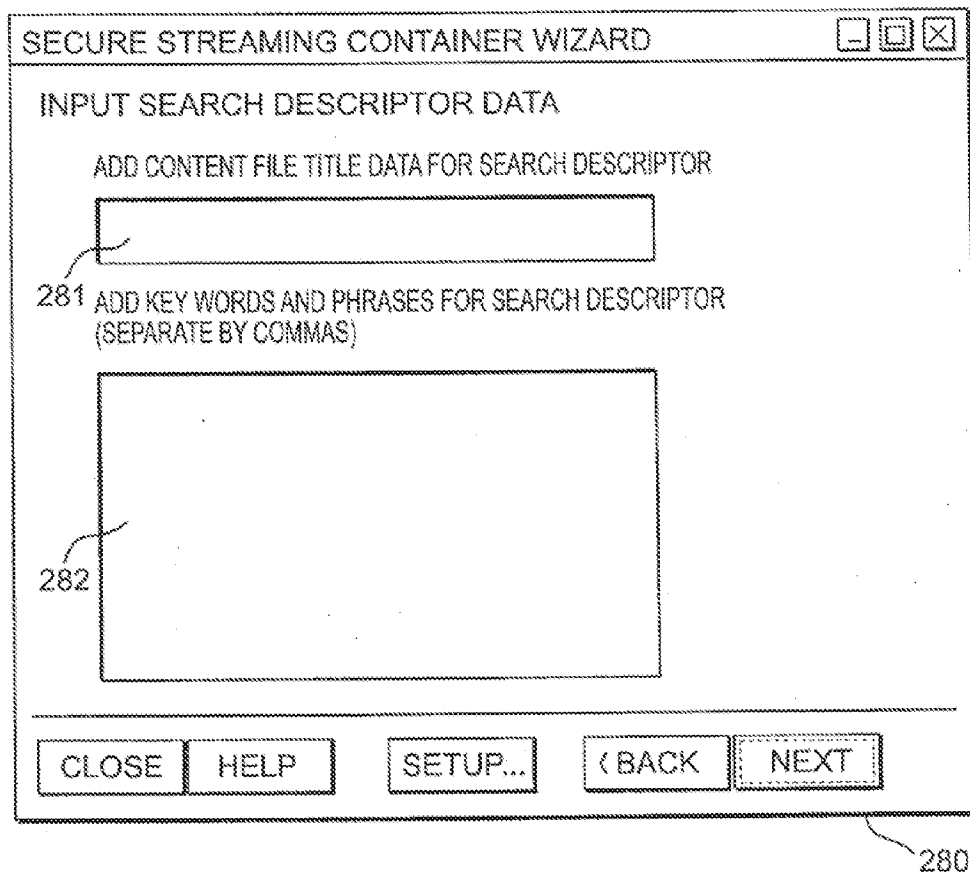 SECURE STREAMING CONTAINER WIZARD
INPUT SEARCH DESCRIPTOR DATA
ADD CONTENT FILE TITLE DATA FOR SEARCH DESCRIPTOR
281
ADD KEY WORDS AND PHRASES FOR SEARCH DESCRIPTOR
(SEPARATE BY COMMAS)
282
CLOSE HELP SETUP... ⟨ BACK NEXT
280